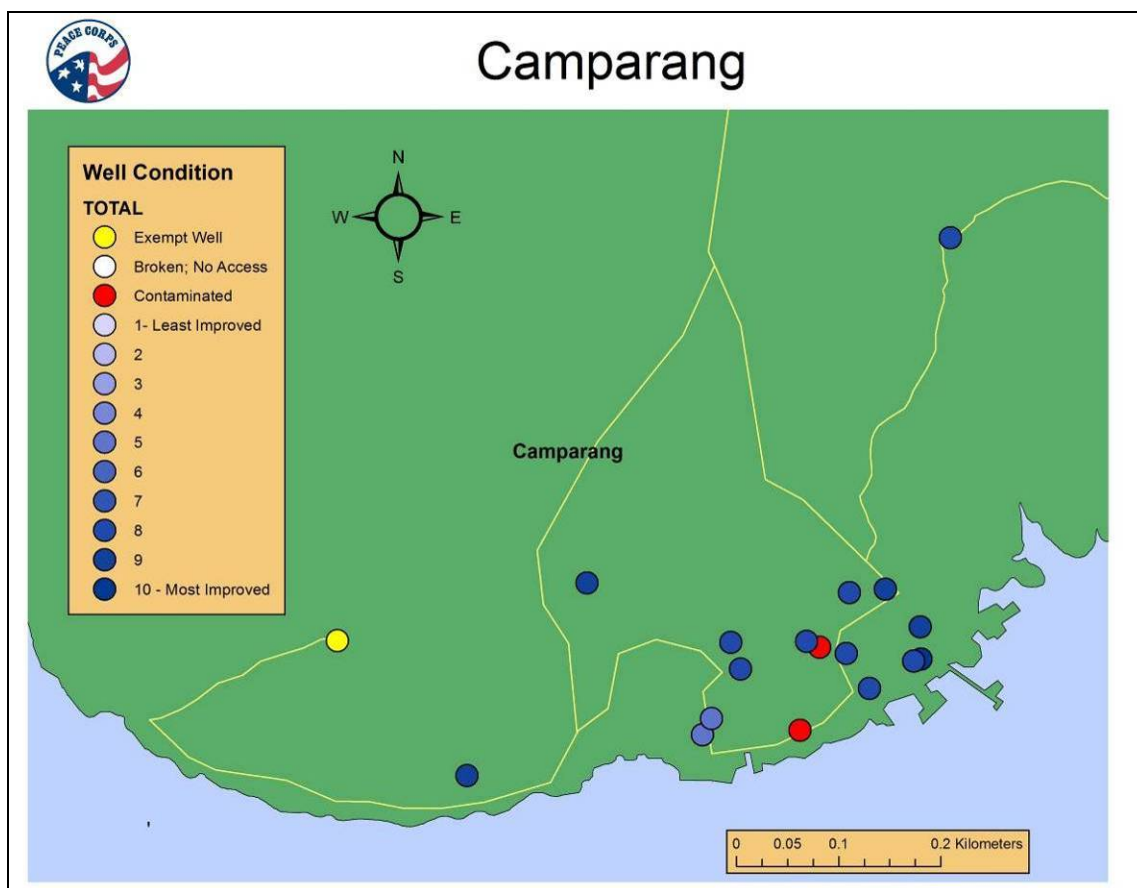 PEACE CORPS
Camparang
Well Condition
TOTAL
Exempt Well
Broken; No Access
Contaminated
1- Least Improved
2
3
4
5
6
7
8
9
10 - Most Improved
N
W E
S
Camparang
0 0.05 0.1 0.2 Kilometers